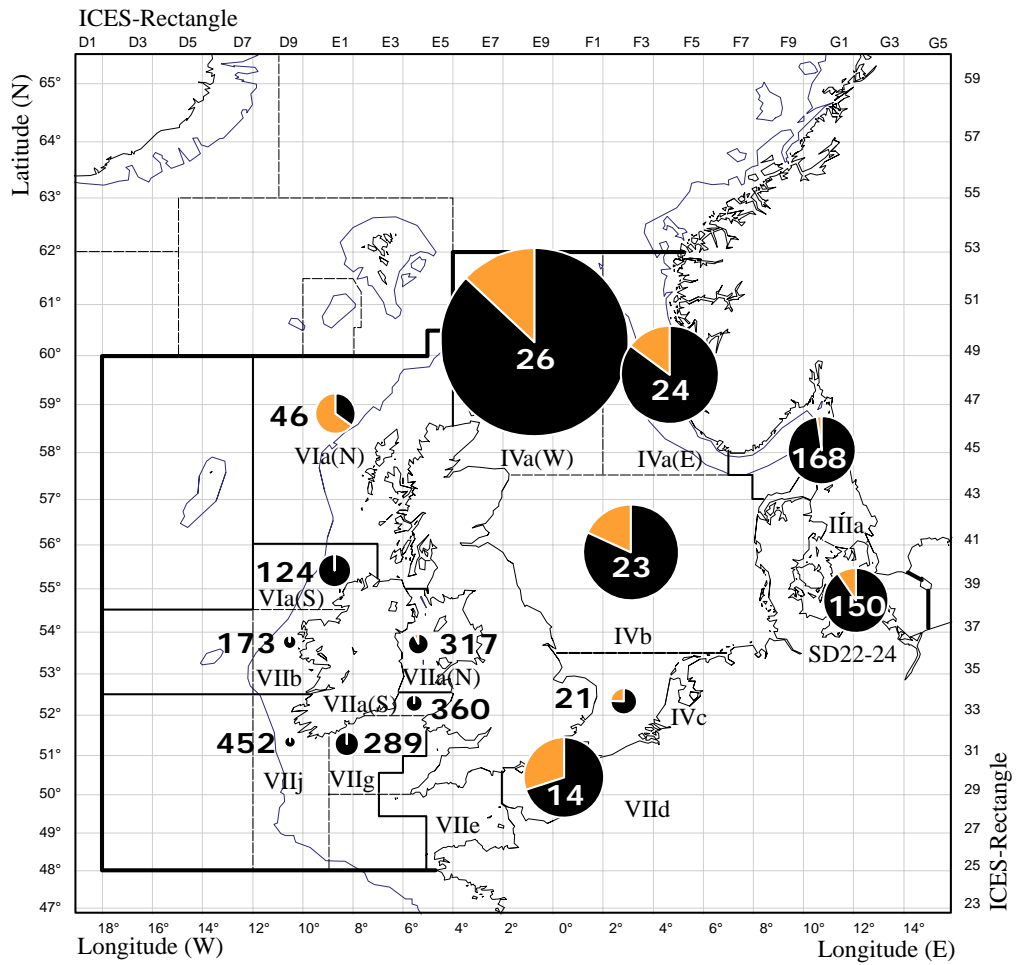 ICES-Rectangle
D1 D3 D5 D7 D9 E1 E3 E5 E7 E9 F1 F3 F5 F7 F9 G1 G3 G5
Latitude (N)
65° 59
64° 57
63° 55
62° 53
61° 51
60° 49
59° 47
58° 45
57° 43
56° 41
55° 39
54° 37
53° 35
52° 33
51° 31
50° 29
49° 27
48° 25
47° 23
26
24
46
VIa(N)
IVa(W)
IVa(E)
168
IIIa
23
124
VIa(S)
150
173
VIIb
317
VIIa(N)
IVb
SD22-24
VIIa(S)
360
21
IVc
452
289
VIIj
VIIg
14
VIId
VIIe
ICES-Rectangle
18° 16° 14° 12° 10° 8° 6° 4° 2° 0° 2° 4° 6° 8° 10° 12° 14°
Longitude (W)
Longitude (E)